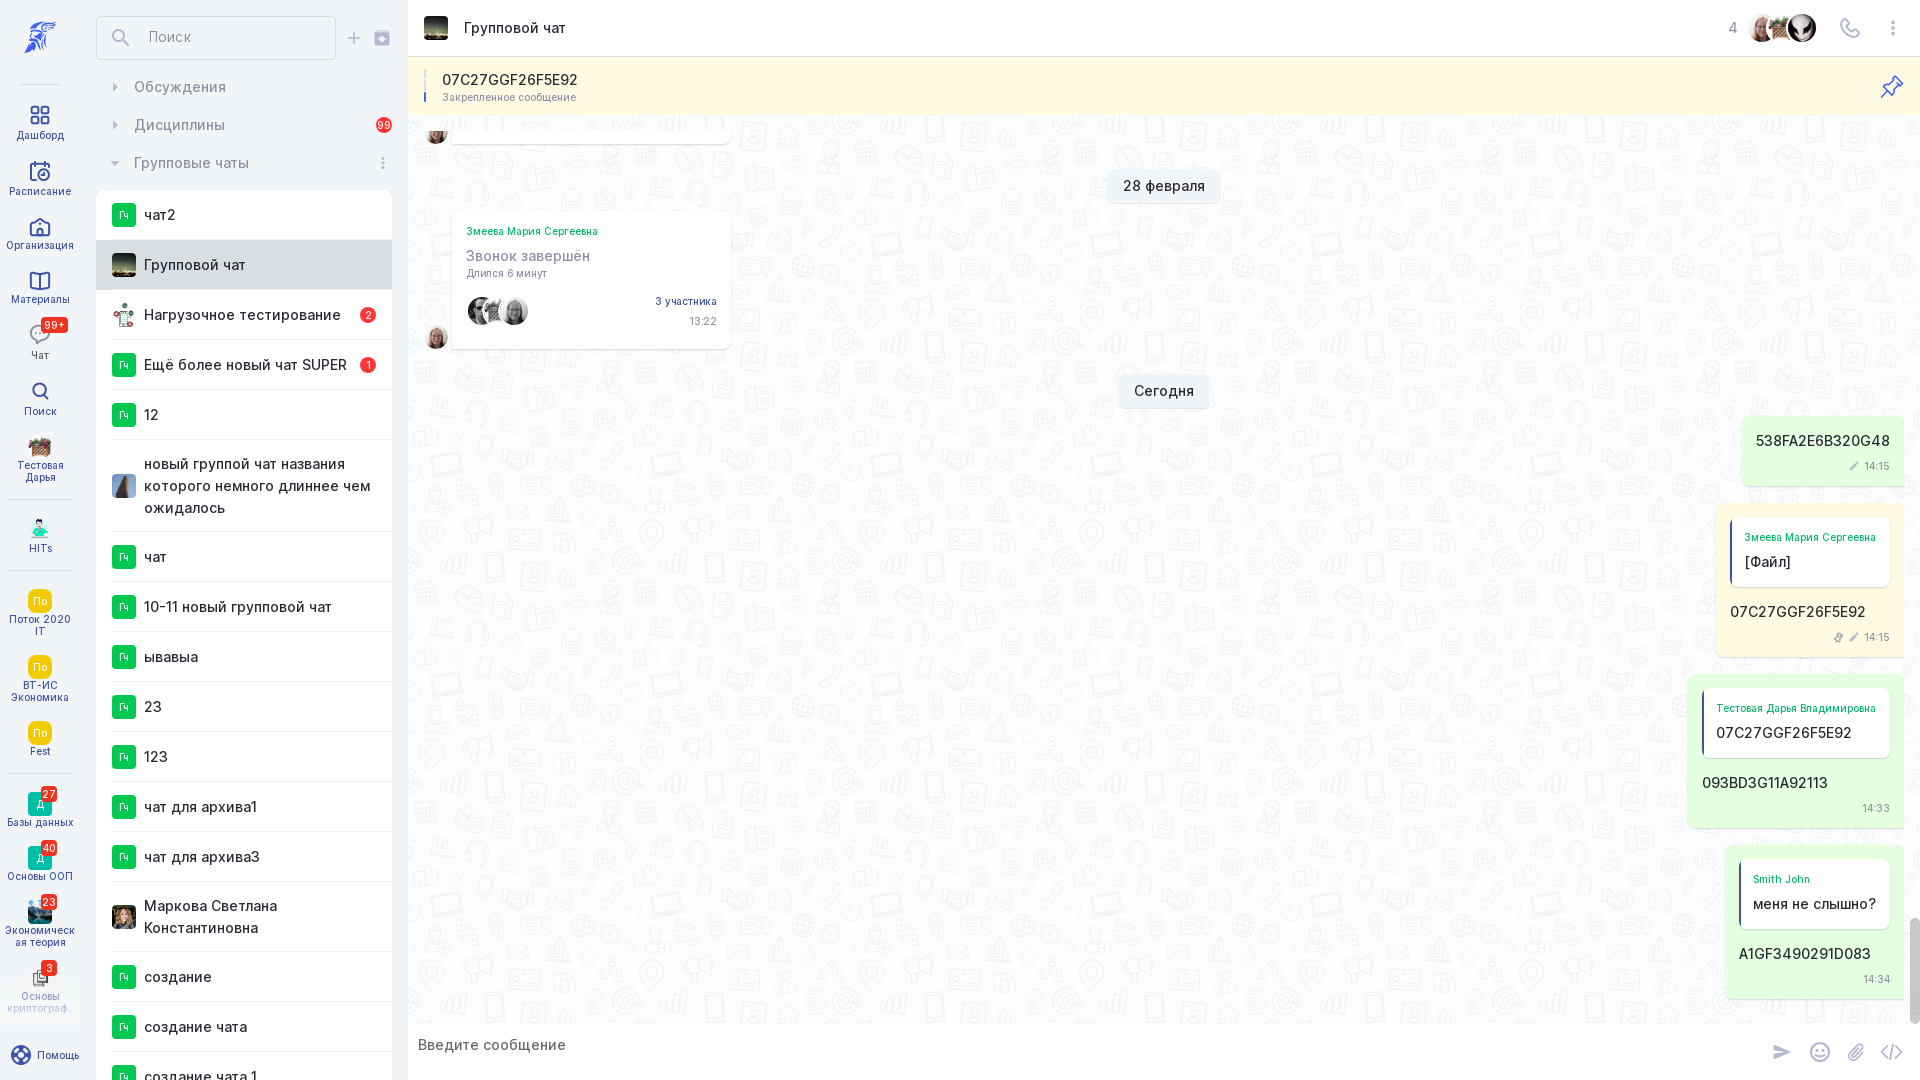 Дашборд
Расписание
Организация
Материалы
99+
Чат
Поиск
Тестовая
Дарья
HITs
По
Поток 2020
IT
По
ВТ-ИС
Экономика
По
Fest
27
Д
Базы данных
40
Д
Основы ООП
23
Экономическ
ая теория
3
Основы
криптограф...
Помощь
Поиск
Обсуждения
Дисциплины
99
Групповые чаты
Гч
чат2
Групповой чат
Нагрузочное тестирование
2
Гч
Ещё более новый чат SUPER
1
Гч
12
новый группой чат названия
которого немного длиннее чем
ожидалось
Гч
чат
Гч
10-11 новый групповой чат
Гч
ывавыа
Гч
23
Гч
123
Гч
чат для архива1
Гч
чат для архива3
Маркова Светлана
Константиновна
Гч
создание
Гч
создание чата
Гч
создание чата 1
Групповой чат
4
07C27GGF26F5E92
Закрепленное сообщение
28 февраля
Змеева Мария Сергеевна
Звонок завершён
Длился 6 минут
3 участника
13:22
Сегодня
538FA2E6B320G48
14:15
Змеева Мария Сергеевна
[Файл]
07C27GGF26F5E92
14:15
Тестовая Дарья Владимировна
07C27GGF26F5E92
093BD3G11A92113
14:33
Smith John
меня не слышно?
A1GF3490291D083
14:34
Введите сообщение